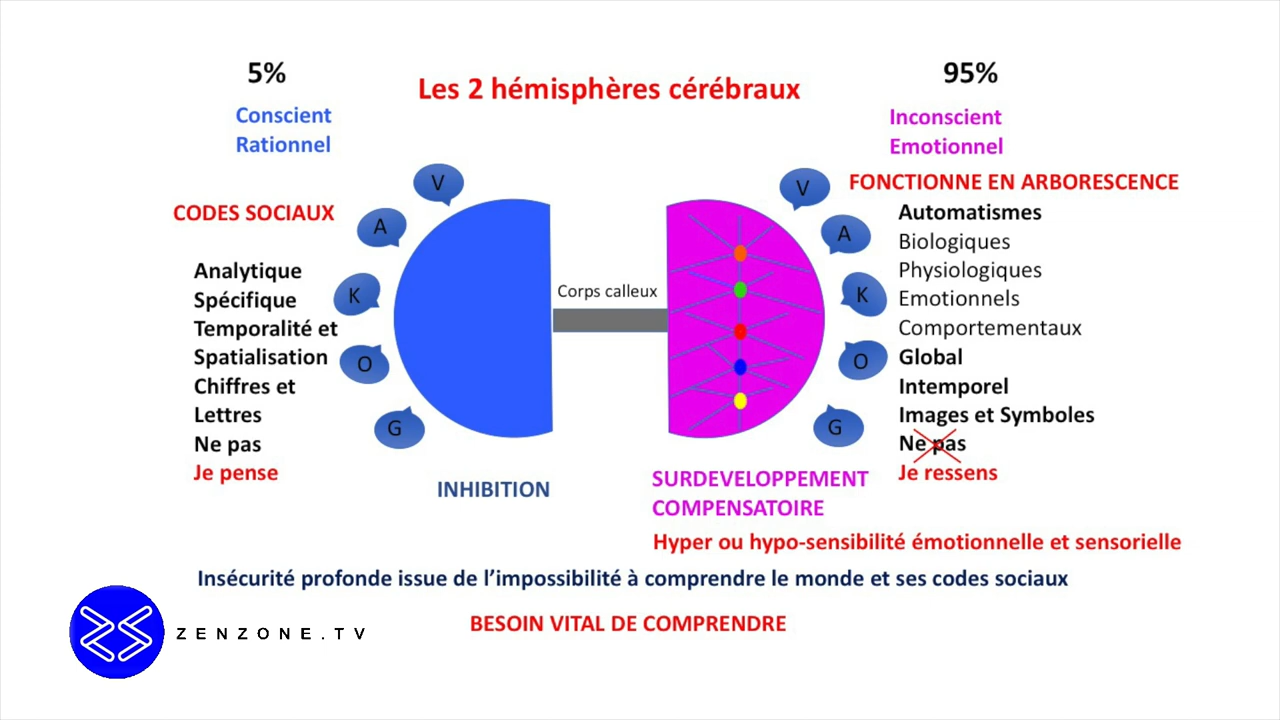 5%
Conscient
Rationnel
Les 2 hémisphères cérébraux
95%
Inconscient
Emotionnel
CODES SOCIAUX
Analytique
Spécifique
Temporalité et
Spatialisation
Chiffres et
Lettres
Ne pas
Je pense
V
A
K
O
G
Corps calleux
V
A
K
O
G
FONCTIONNE EN ARBORESCENCE
Automatismes
Biologiques
Physiologiques
Emotionnels
Comportementaux
Global
Intemporel
Images et Symboles
Ne pas
Je ressens
INHIBITION
SURDEVELOPPEMENT
COMPENSATOIRE
Hyper ou hypo-sensibilité émotionnelle et sensorielle
Insécurité profonde issue de l’impossibilité à comprendre le monde et ses codes sociaux
BESOIN VITAL DE COMPRENDRE
ZENZONE.TV